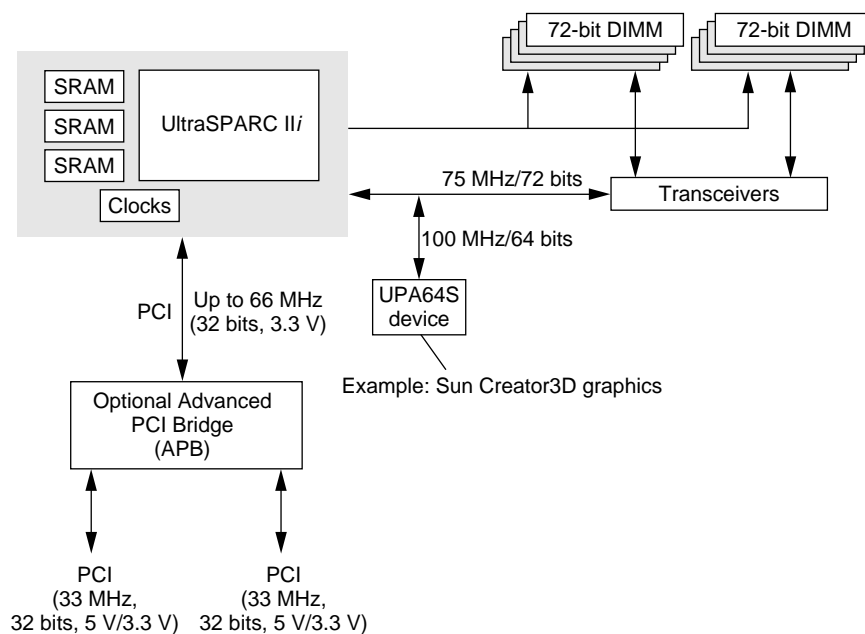 72-bit DIMM
72-bit DIMM
SRAM
SRAM
SRAM
UltraSPARC IIi
Clocks
75 MHz/72 bits
Transceivers
100 MHz/64 bits
UPA64S
device
Example: Sun Creator3D graphics
PCI
Up to 66 MHz
(32 bits, 3.3 V)
Optional Advanced
PCI Bridge
(APB)
PCI
(33 MHz,
32 bits, 5 V/3.3 V)
PCI
(33 MHz,
32 bits, 5 V/3.3 V)